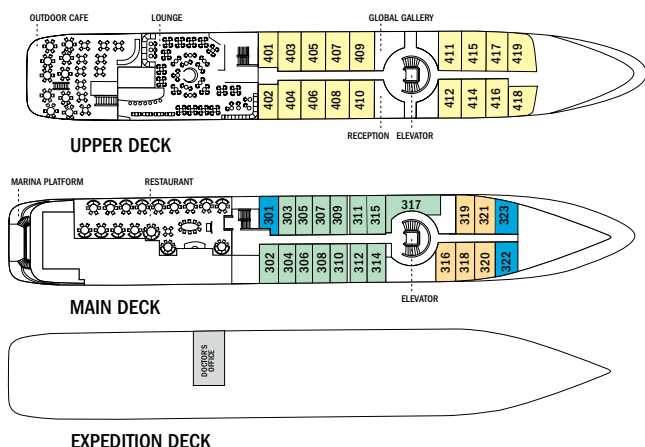 OUTDOOR CAFE LOUNGE GLOBAL GALLERY
401 403 405 407 409 411 415 417 419
402 404 406 408 410 412 414 416 418
RECEPTION ELEVATOR
UPPER DECK
MARINA PLATFORM RESTAURANT
301 303 305 307 309 311 315 317 319 321 323
302 304 306 308 310 312 314 316 318 320 322
ELEVATOR
MAIN DECK
DOCTOR'S
OFFICE
EXPEDITION DECK